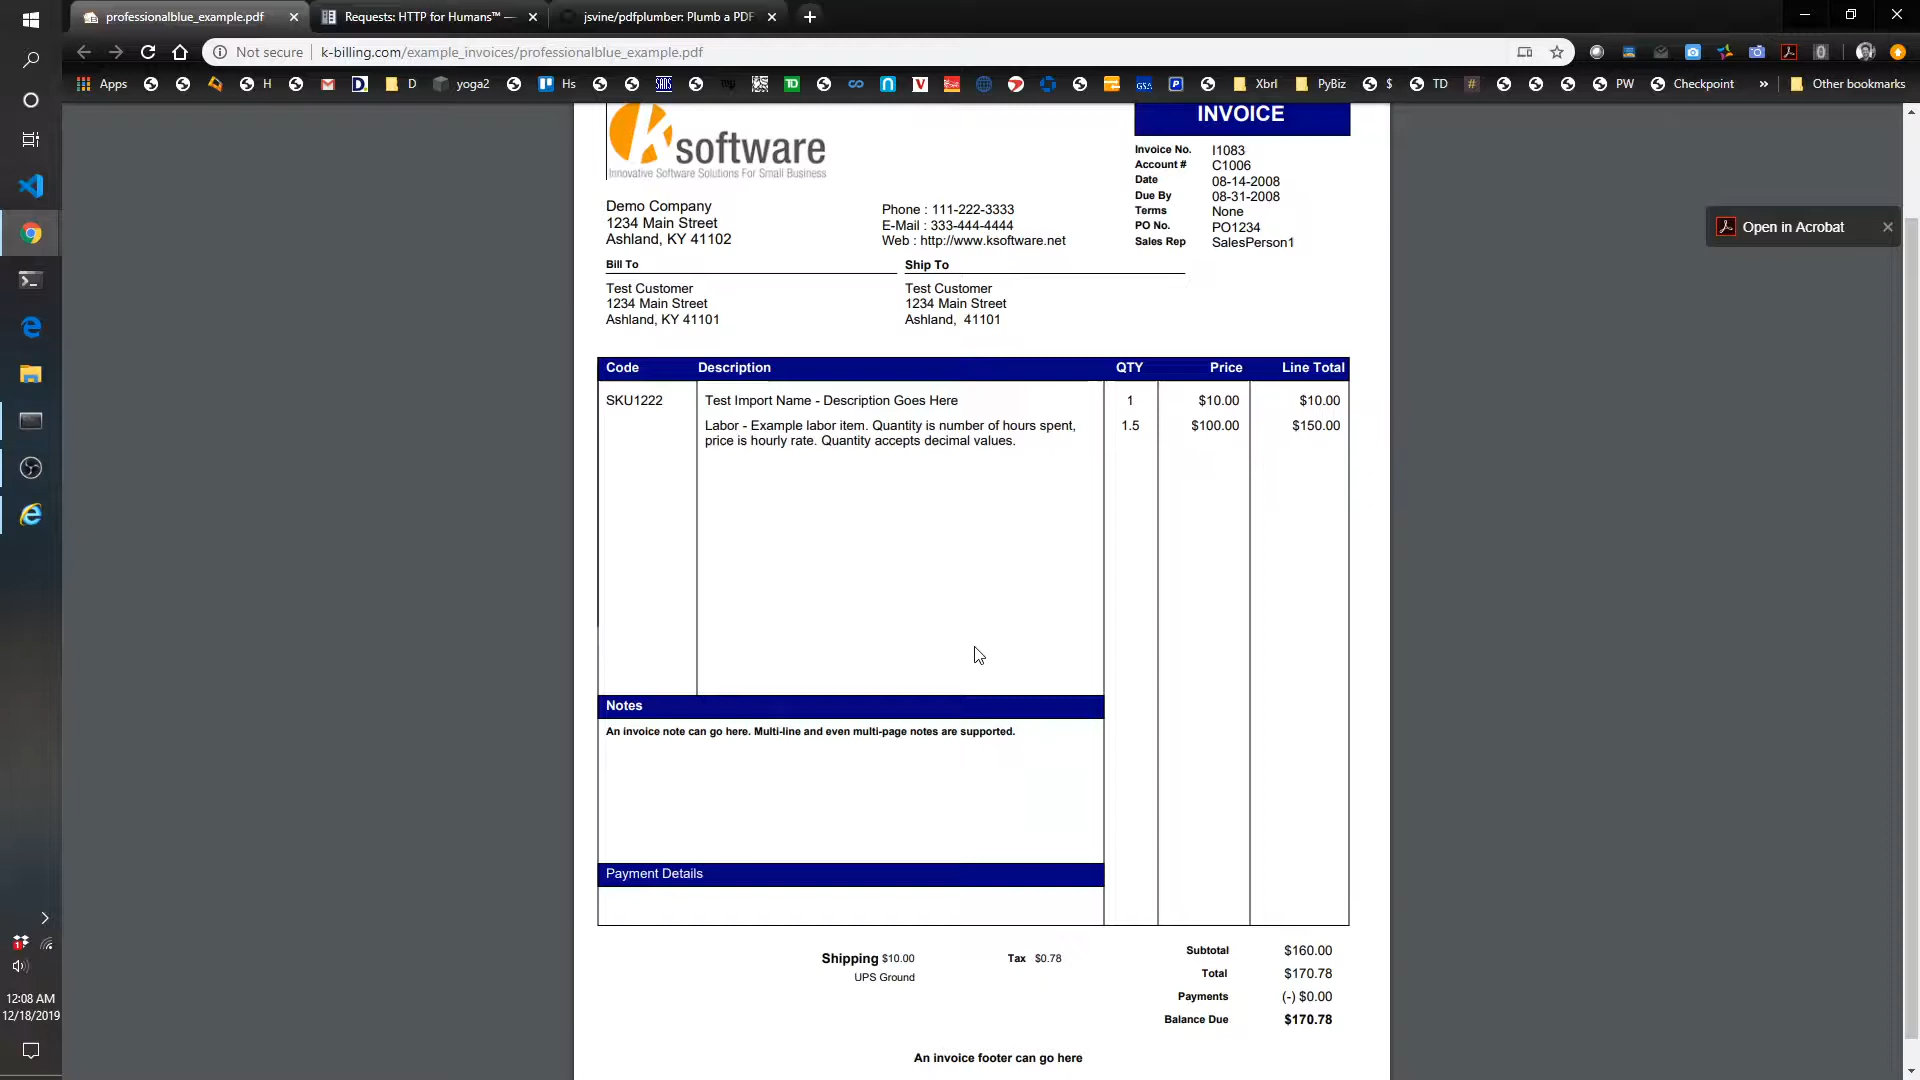 professionalblue_example.pdf
Requests: HTTP for Humans™ —
jsvine/pdfplumber: Plumb a PDF
Not secure
k-billing.com/example_invoices/professionalblue_example.pdf
Apps
H
D
yoga2
Hs
TD
GSA
Xbrl
PyBiz
$
TD
#
PW
Checkpoint
»
Other bookmarks
Open in Acrobat
k software
Innovative Software Solutions For Small Business
INVOICE
Invoice No. I1083
Account # C1006
Date 08-14-2008
Due By 08-31-2008
Terms None
PO No. PO1234
Sales Rep SalesPerson1
Demo Company
1234 Main Street
Ashland, KY 41102
Phone : 111-222-3333
E-Mail : 333-444-4444
Web : http://www.ksoftware.net
Bill To
Test Customer
1234 Main Street
Ashland, KY 41101
Ship To
Test Customer
1234 Main Street
Ashland, 41101
Code Description QTY Price Line Total
SKU1222 Test Import Name - Description Goes Here 1 $10.00 $10.00
Labor - Example labor item. Quantity is number of hours spent, 1.5 $100.00 $150.00
price is hourly rate. Quantity accepts decimal values.
Notes
An invoice note can go here. Multi-line and even multi-page notes are supported.
Payment Details
Shipping $10.00
UPS Ground
Tax $0.78
Subtotal $160.00
Total $170.78
Payments (-) $0.00
Balance Due $170.78
An invoice footer can go here
12:08 AM
12/18/2019